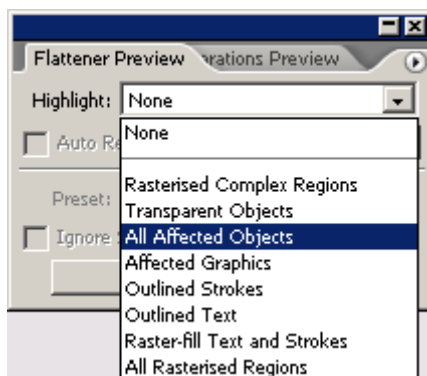 Flattener Preview rations Preview
Highlight: None
None
Auto Re
Rasterised Complex Regions
Preset:
Transparent Objects
Ignore
All Affected Objects
Affected Graphics
Outlined Strokes
Outlined Text
Raster-fill Text and Strokes
All Rasterised Regions